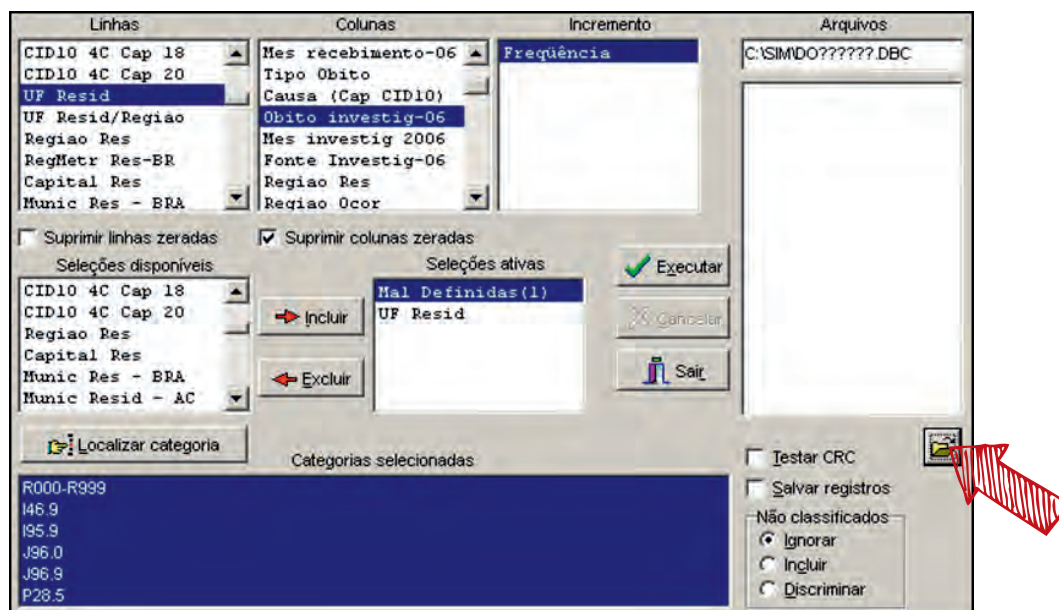 Linhas
CID10 4C Cap 18
CID10 4C Cap 20
UF Resid
UF Resid/Regiao
Regiao Res
RegMetr Res-BR
Capital Res
Munic Res - BRA
Suprimir linhas zeradas
Colunas
Mes recebimento-06
Tipo Obito
Causa (Cap CID10)
Obito investig-06
Mes investig 2006
Fonte Investig-06
Regiao Res
Regiao Ocor
Suprimir colunas zeradas
Incremento
Freqüência
Arquivos
C:\SIM\DO??????.DBC
Seleções disponíveis
CID10 4C Cap 18
CID10 4C Cap 20
Regiao Res
Capital Res
Munic Res - BRA
Munic Resid - AC
Incluir
Excluir
Seleções ativas
Mal Definidas(1)
UF Resid
Executar
Cancelar
Sair
Localizar categoria
Categorias selecionadas
R000-R999
I46.9
I95.9
J96.0
J96.9
P28.5
Testar CRC
Salvar registros
Não classificados
Ignorar
Incluir
Discriminar